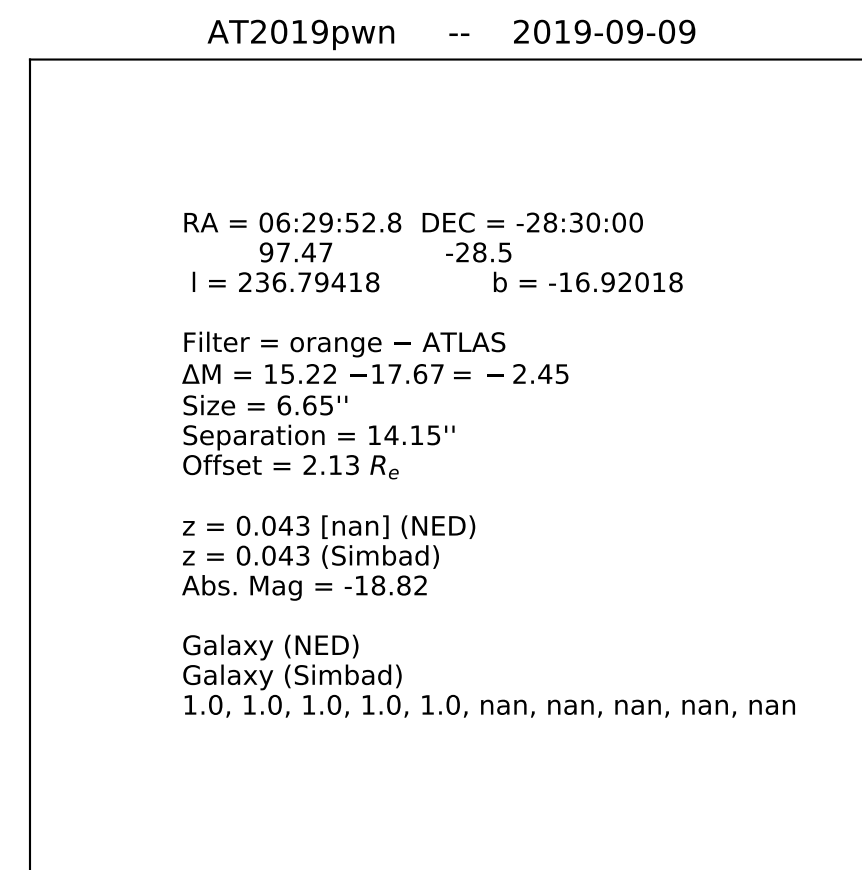 AT2019pwn -- 2019-09-09
RA = 06:29:52.8 DEC = -28:30:00
97.47 -28.5
l = 236.79418 b = -16.92018
Filter = orange − ATLAS
ΔM = 15.22 −17.67 = −2.45
Size = 6.65''
Separation = 14.15''
Offset = 2.13 Rₑ
z = 0.043 [nan] (NED)
z = 0.043 (Simbad)
Abs. Mag = -18.82
Galaxy (NED)
Galaxy (Simbad)
1.0, 1.0, 1.0, 1.0, 1.0, nan, nan, nan, nan, nan